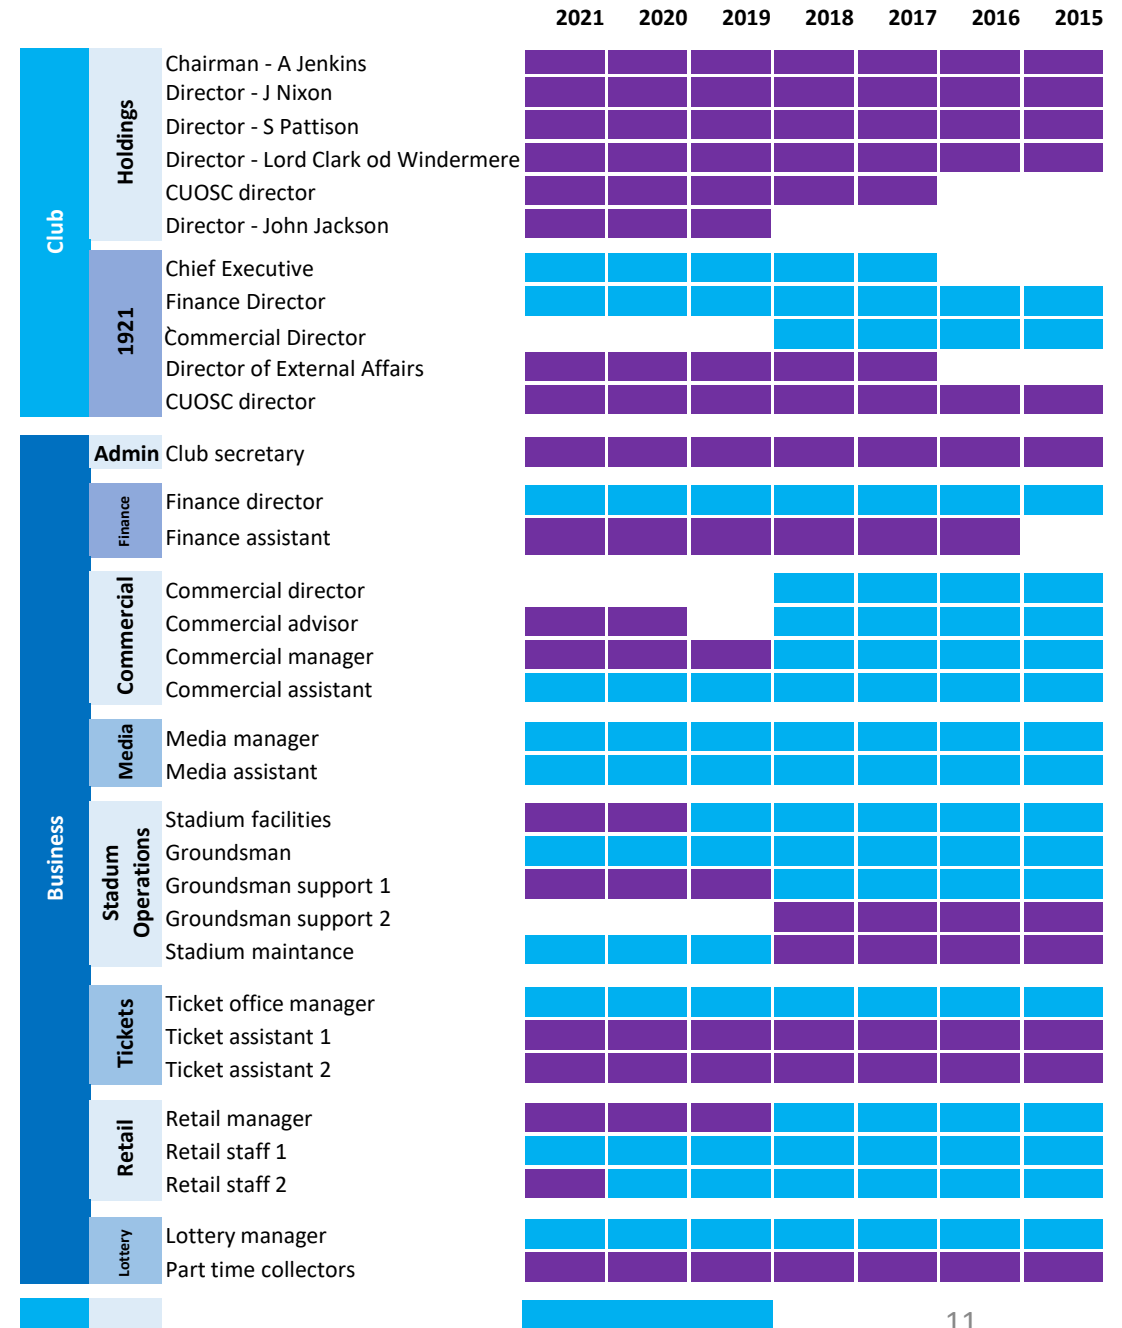 2021 2020 2019 2018 2017 2016 2015
Club
Holdings
Chairman - A Jenkins
Director - J Nixon
Director - S Pattison
Director - Lord Clark od Windermere
CUOSC director
Director - John Jackson
1921
Chief Executive
Finance Director
`
Commercial Director
Director of External Affairs
CUOSC director
Business
Admin Club secretary
Finance
Finance director
Finance assistant
Commercial
Commercial director
Commercial advisor
Commercial manager
Commercial assistant
Media
Media manager
Media assistant
Stadum
Operations
Stadium facilities
Groundsman
Groundsman support 1
Groundsman support 2
Stadium maintance
Tickets
Ticket office manager
Ticket assistant 1
Ticket assistant 2
Retail
Retail manager
Retail staff 1
Retail staff 2
Lottery
Lottery manager
Part time collectors
11